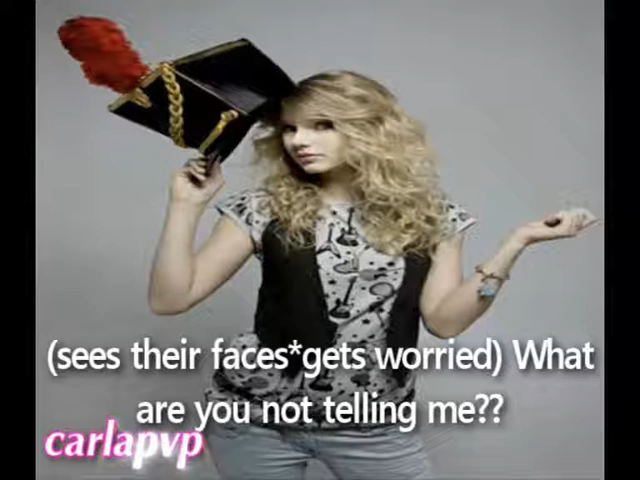 (sees their faces*gets worried) What
are you not telling me??
carlapvp